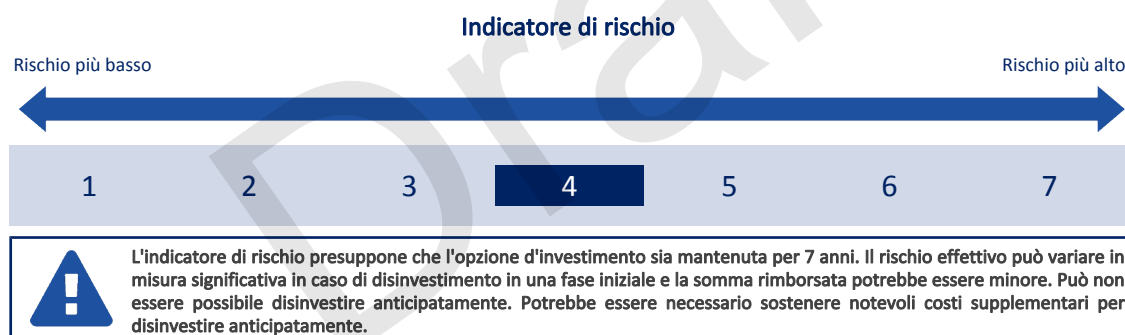 Indicatore di rischio
Rischio più basso
Rischio più alto
1 2 3 4 5 6 7
L'indicatore di rischio presuppone che l'opzione d'investimento sia mantenuta per 7 anni. Il rischio effettivo può variare in
misura significativa in caso di disinvestimento in una fase iniziale e la somma rimborsata potrebbe essere minore. Può non
essere possibile disinvestire anticipatamente. Potrebbe essere necessario sostenere notevoli costi supplementari per
disinvestire anticipatamente.